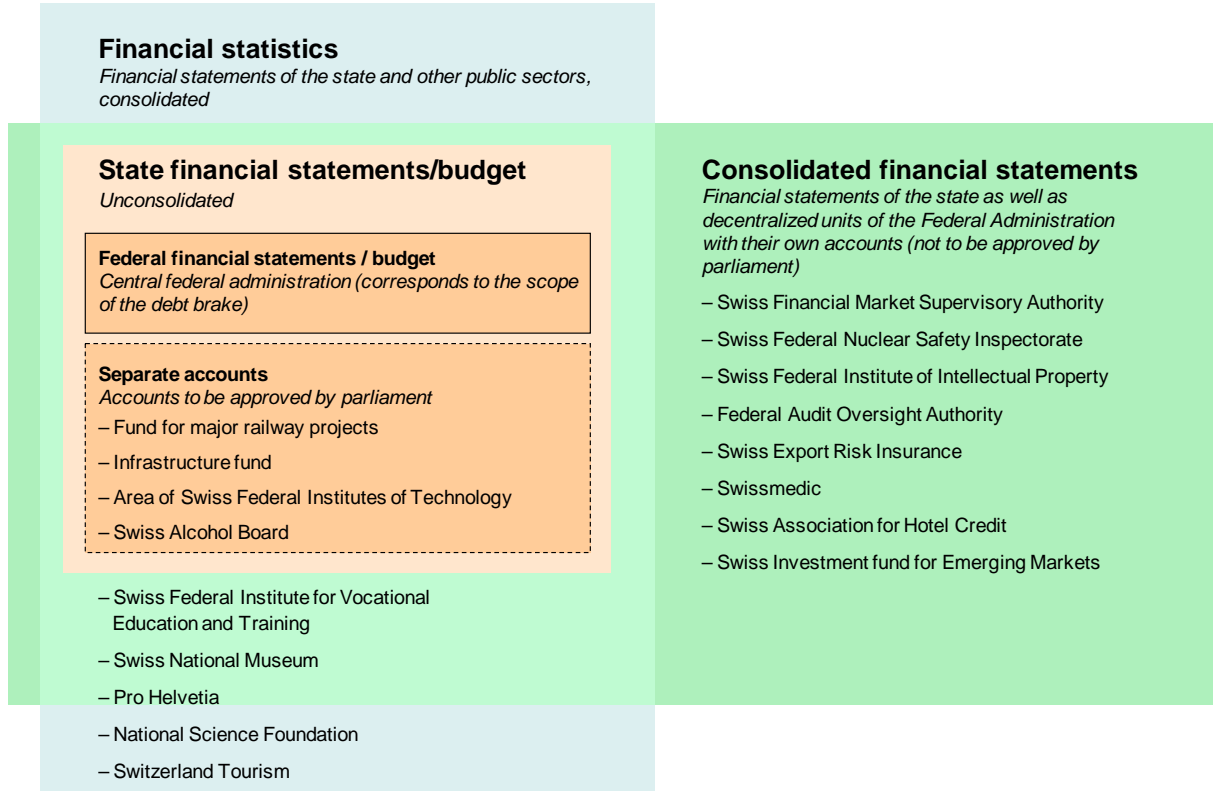 Financial statistics
Financial statements of the state and other public sectors,
consolidated
State financial statements/budget
Unconsolidated
Federal financial statements / budget
Central federal administration (corresponds to the scope
of the debt brake)
Separate accounts
Accounts to be approved by parliament
– Fund for major railway projects
– Infrastructure fund
– Area of Swiss Federal Institutes of Technology
– Swiss Alcohol Board
– Swiss Federal Institute for Vocational
Education and Training
– Swiss National Museum
– Pro Helvetia
– National Science Foundation
– Switzerland Tourism
Consolidated financial statements
Financial statements of the state as well as
decentralized units of the Federal Administration
with their own accounts (not to be approved by
parliament)
– Swiss Financial Market Supervisory Authority
– Swiss Federal Nuclear Safety Inspectorate
– Swiss Federal Institute of Intellectual Property
– Federal Audit Oversight Authority
– Swiss Export Risk Insurance
– Swissmedic
– Swiss Association for Hotel Credit
– Swiss Investment fund for Emerging Markets